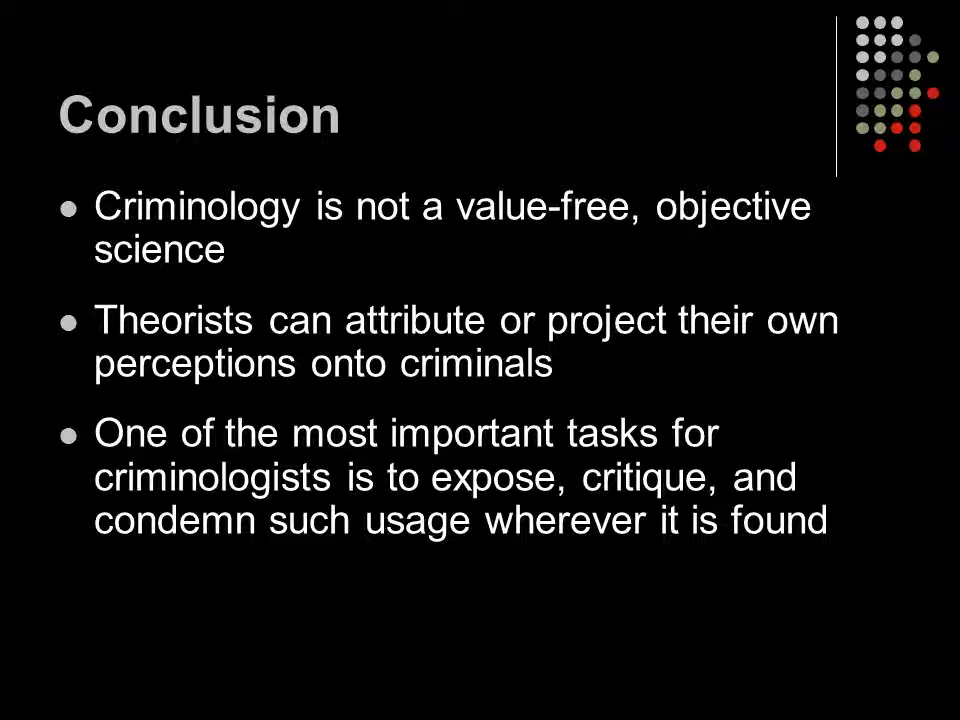 Conclusion
Criminology is not a value-free, objective
science
Theorists can attribute or project their own
perceptions onto criminals
One of the most important tasks for
criminologists is to expose, critique, and
condemn such usage wherever it is found